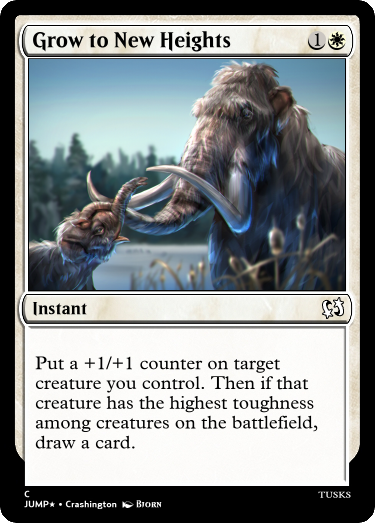 Grow to New Heights 1
Instant
Put a +1/+1 counter on target
creature you control. Then if that
creature has the highest toughness
among creatures on the battlefield,
draw a card.
C
TUSKS
JUMP★ • Crashington Bjorn